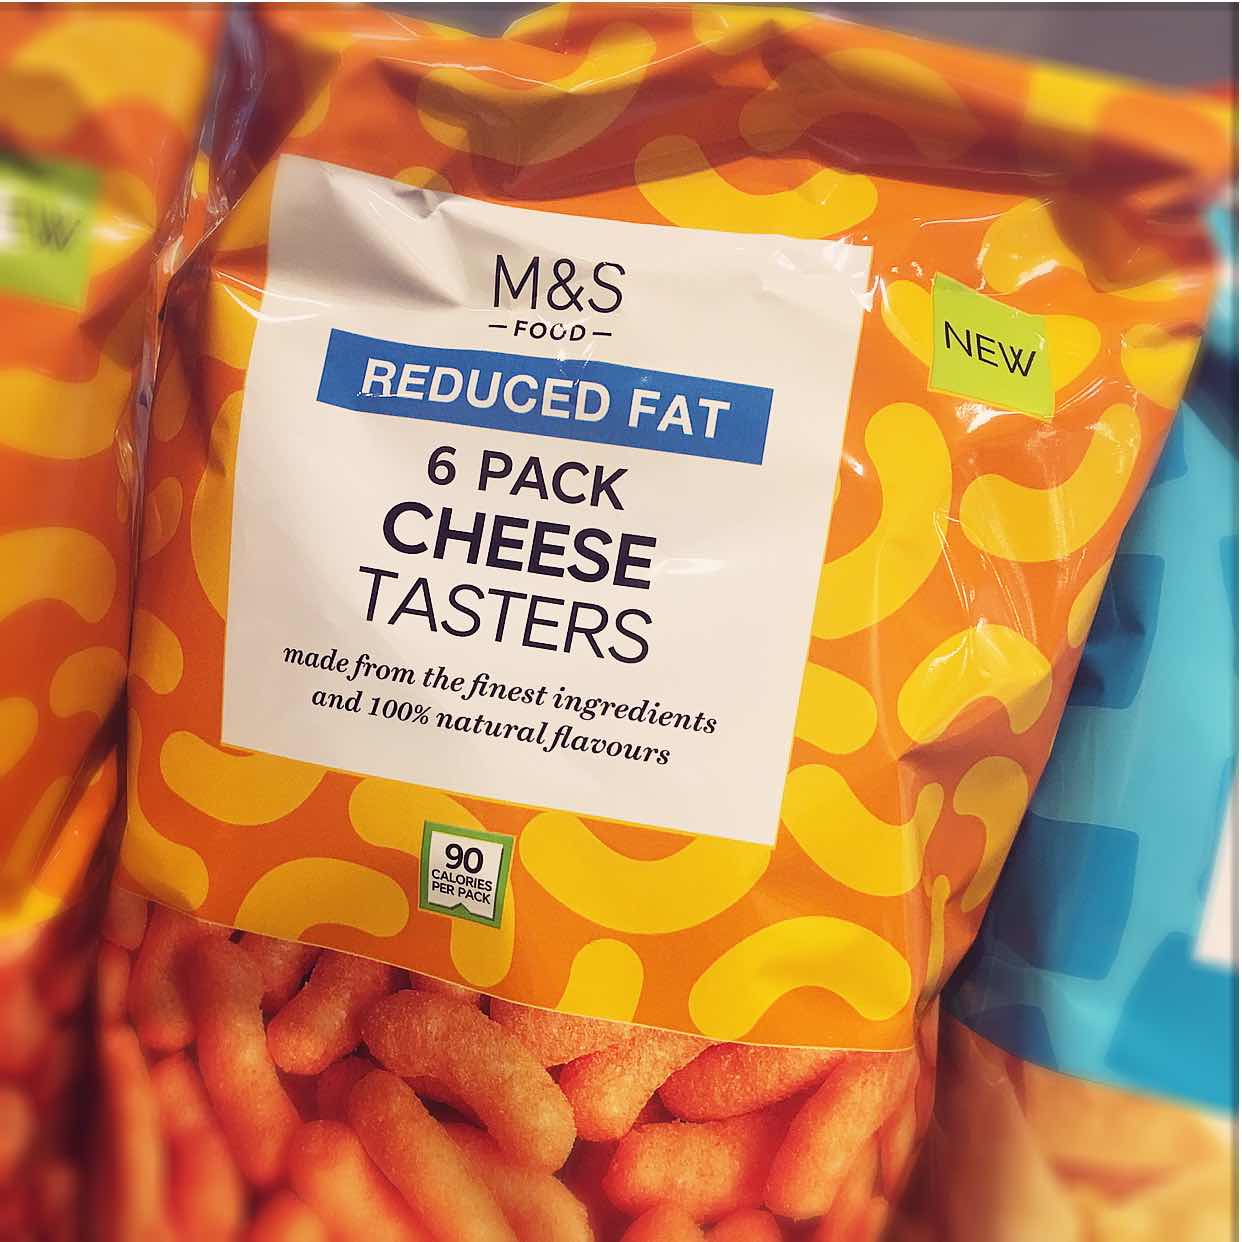 M&S
FOOD
REDUCED FAT
6 PACK
CHEESE
TASTERS
made from the finest ingredients
and 100% natural flavours
NEW
90
CALORIES
PER PACK
EW